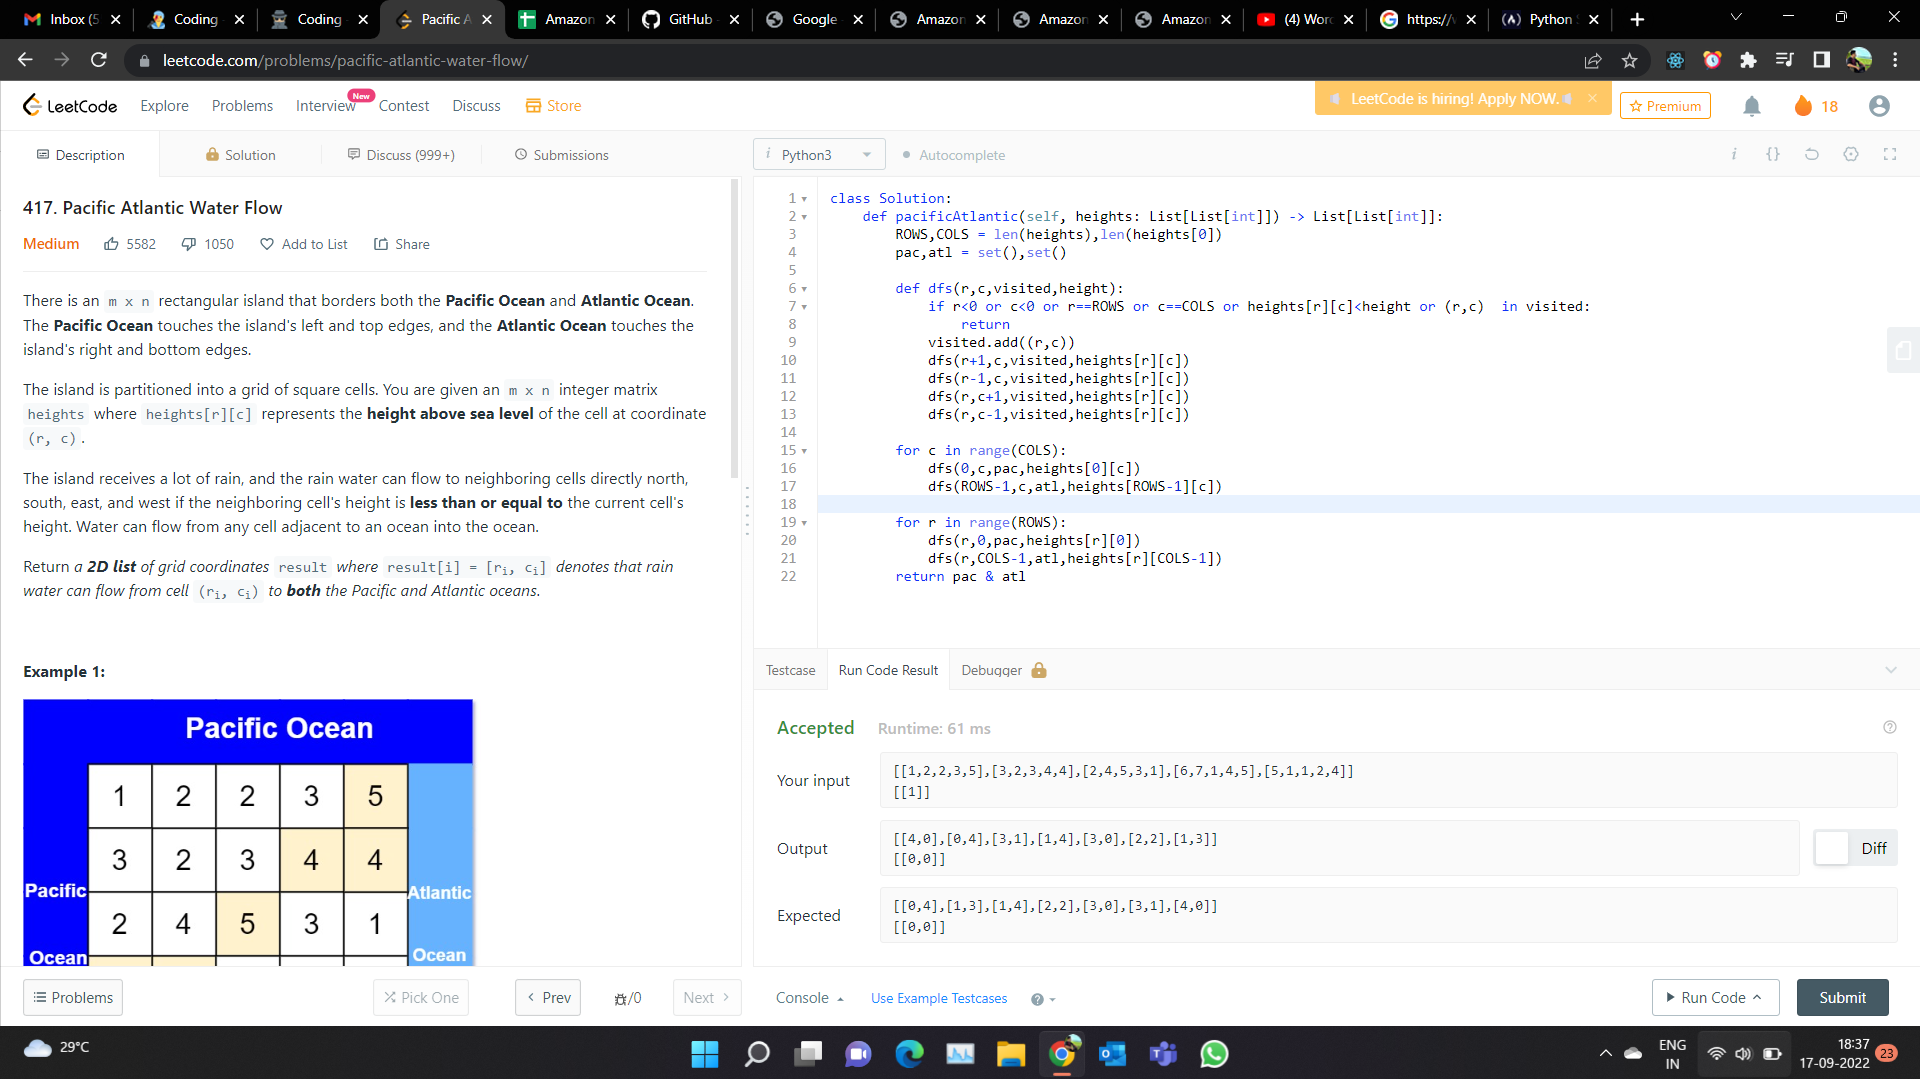 Inbox (5
Coding
Coding
Pacific A
Amazon
GitHub
Google
Amazon
Amazon
Amazon
(4) Word
https://v
Python
leetcode.com/problems/pacific-atlantic-water-flow/
LeetCode
Explore
Problems
Interview
New
Contest
Discuss
Store
LeetCode is hiring! Apply NOW.
Premium
18
Description
Solution
Discuss (999+)
Submissions
i Python3
Autocomplete
417. Pacific Atlantic Water Flow
Medium 5582 1050 Add to List Share
There is an m x n rectangular island that borders both the Pacific Ocean and Atlantic Ocean.
The Pacific Ocean touches the island's left and top edges, and the Atlantic Ocean touches the
island's right and bottom edges.
The island is partitioned into a grid of square cells. You are given an m x n integer matrix
heights where heights[r][c] represents the height above sea level of the cell at coordinate
(r, c).
The island receives a lot of rain, and the rain water can flow to neighboring cells directly north,
south, east, and west if the neighboring cell's height is less than or equal to the current cell's
height. Water can flow from any cell adjacent to an ocean into the ocean.
Return a 2D list of grid coordinates result where result[i] = [ri, ci] denotes that rain
water can flow from cell (ri, ci) to both the Pacific and Atlantic oceans.
Example 1:
Pacific Ocean
1 2 2 3 5
3 2 3 4 4
Pacific
Atlantic
2 4 5 3 1
Ocean
Ocean
1 class Solution:
2     def pacificAtlantic(self, heights: List[List[int]]) -> List[List[int]]:
3         ROWS,COLS = len(heights),len(heights[0])
4         pac,atl = set(),set()
5
6         def dfs(r,c,visited,height):
7             if r<0 or c<0 or r==ROWS or c==COLS or heights[r][c]<height or (r,c)  in visited:
8                 return
9             visited.add((r,c))
10             dfs(r+1,c,visited,heights[r][c])
11             dfs(r-1,c,visited,heights[r][c])
12             dfs(r,c+1,visited,heights[r][c])
13             dfs(r,c-1,visited,heights[r][c])
14
15         for c in range(COLS):
16             dfs(0,c,pac,heights[0][c])
17             dfs(ROWS-1,c,atl,heights[ROWS-1][c])
18
19         for r in range(ROWS):
20             dfs(r,0,pac,heights[r][0])
21             dfs(r,COLS-1,atl,heights[r][COLS-1])
22         return pac & atl
Testcase
Run Code Result
Debugger
Accepted Runtime: 61 ms
Your input
[[1,2,2,3,5],[3,2,3,4,4],[2,4,5,3,1],[6,7,1,4,5],[5,1,1,2,4]]
[[1]]
Output
[[4,0],[0,4],[3,1],[1,4],[3,0],[2,2],[1,3]]
[[0,0]]
Diff
Expected
[[0,4],[1,3],[1,4],[2,2],[3,0],[3,1],[4,0]]
[[0,0]]
Problems
Pick One
Prev
/0
Next
Console
Use Example Testcases
Run Code
Submit
29°C
ENG
IN
18:37
17-09-2022
23